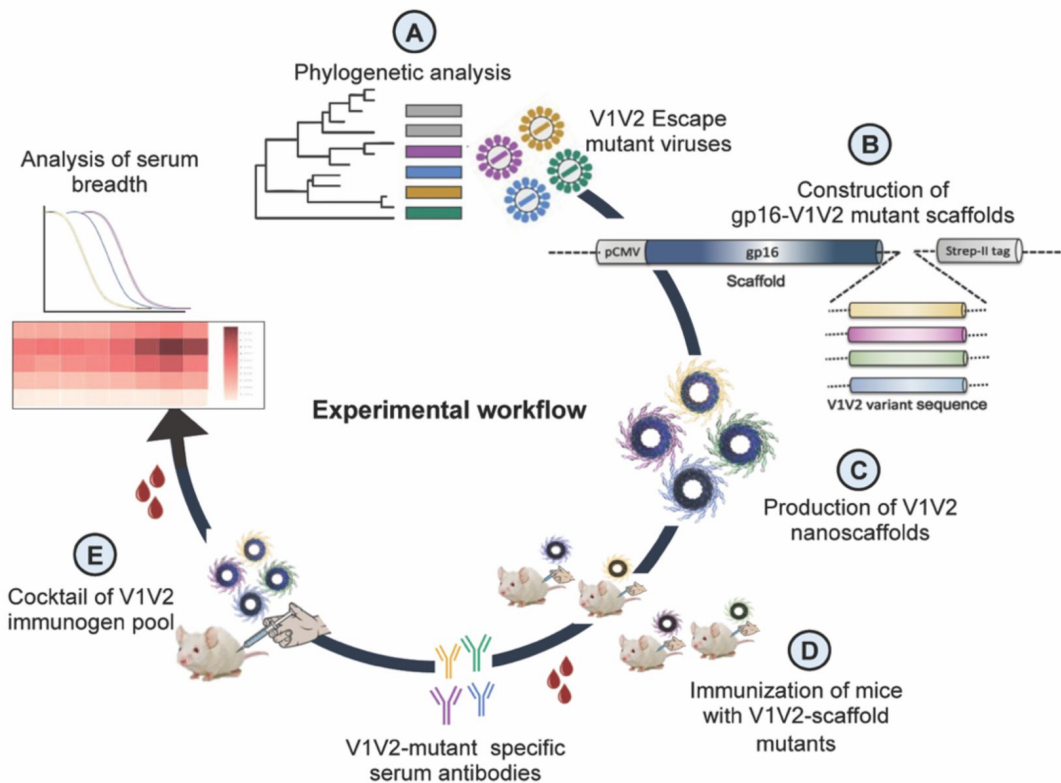 A
Phylogenetic analysis
V1V2 Escape
mutant viruses
B
Construction of
gp16-V1V2 mutant scaffolds
pCMV
gp16
Strep-II tag
Scaffold
V1V2 variant sequence
C
Production of V1V2
nanoscaffolds
D
Immunization of mice
with V1V2-scaffold
mutants
V1V2-mutant specific
serum antibodies
E
Cocktail of V1V2
immunogen pool
Analysis of serum
breadth
Experimental workflow